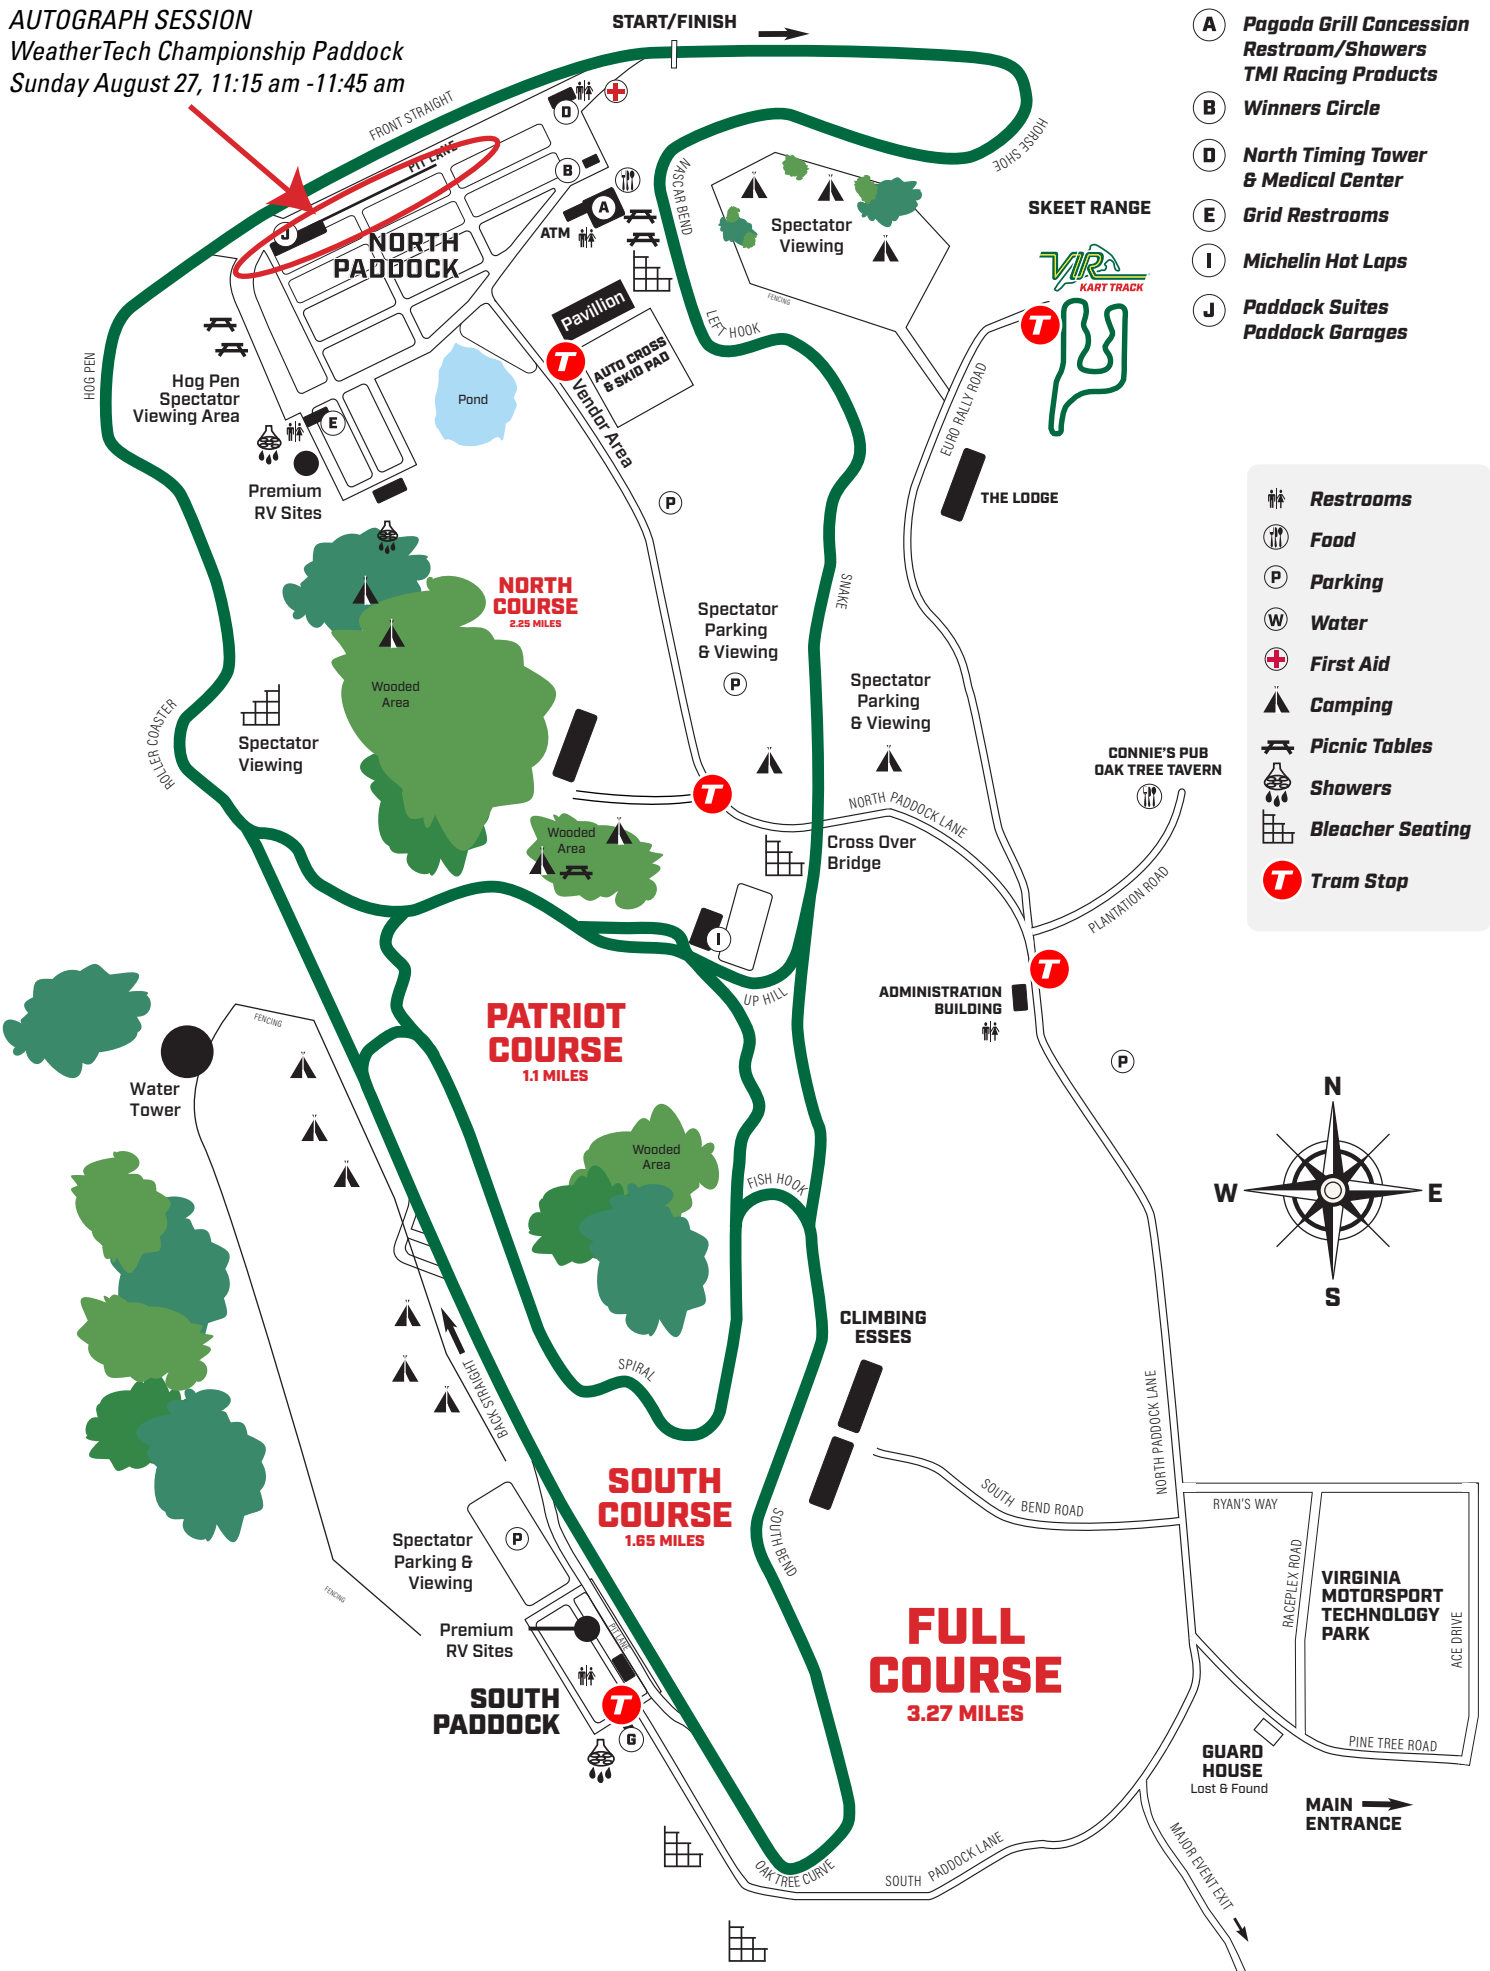 AUTOGRAPH SESSION
WeatherTech Championship Paddock
Sunday August 27, 11:15 am -11:45 am
START/FINISH
FRONT STRAIGHT
PIT LANE
HORSE SHOE
NASCAR BEND
D
B
A
ATM
J
NORTH
PADDOCK
Spectator
Viewing
FENCING
SKEET RANGE
VIR
KART TRACK
T
A
Pagoda Grill Concession
Restroom/Showers
TMI Racing Products
B
Winners Circle
D
North Timing Tower
& Medical Center
E
Grid Restrooms
I
Michelin Hot Laps
J
Paddock Suites
Paddock Garages
Pavillion
T
AUTO CROSS
& SKID PAD
LEFT HOOK
Vendor Area
Pond
HOG PEN
Hog Pen
Spectator
Viewing Area
E
Premium
RV Sites
P
EURO RALLY ROAD
THE LODGE
Restrooms
Food
P
Parking
W
Water
First Aid
Camping
Picnic Tables
Showers
Bleacher Seating
T
Tram Stop
NORTH
COURSE
2.25 MILES
SNAKE
Spectator
Parking
& Viewing
P
Spectator
Parking
& Viewing
Wooded
Area
ROLLER COASTER
Spectator
Viewing
T
NORTH PADDOCK LANE
CONNIE'S PUB
OAK TREE TAVERN
Wooded
Area
Cross Over
Bridge
PLANTATION ROAD
I
UP HILL
T
ADMINISTRATION
BUILDING
P
PATRIOT
COURSE
1.1 MILES
FENCING
Water
Tower
Wooded
Area
FISH HOOK
N
W
E
S
CLIMBING
ESSES
SPIRAL
BACK STRAIGHT
NORTH PADDOCK LANE
SOUTH
COURSE
1.65 MILES
SOUTH BEND ROAD
RYAN'S WAY
SOUTH BEND
P
Spectator
Parking &
Viewing
FENCING
RACEPLEX ROAD
VIRGINIA
MOTORSPORT
TECHNOLOGY
PARK
ACE DRIVE
Premium
RV Sites
PIT LANE
FULL
COURSE
3.27 MILES
SOUTH
PADDOCK
T
G
GUARD
HOUSE
Lost & Found
PINE TREE ROAD
MAIN
ENTRANCE
MAJOR EVENT EXIT
OAK TREE CURVE
SOUTH PADDOCK LANE